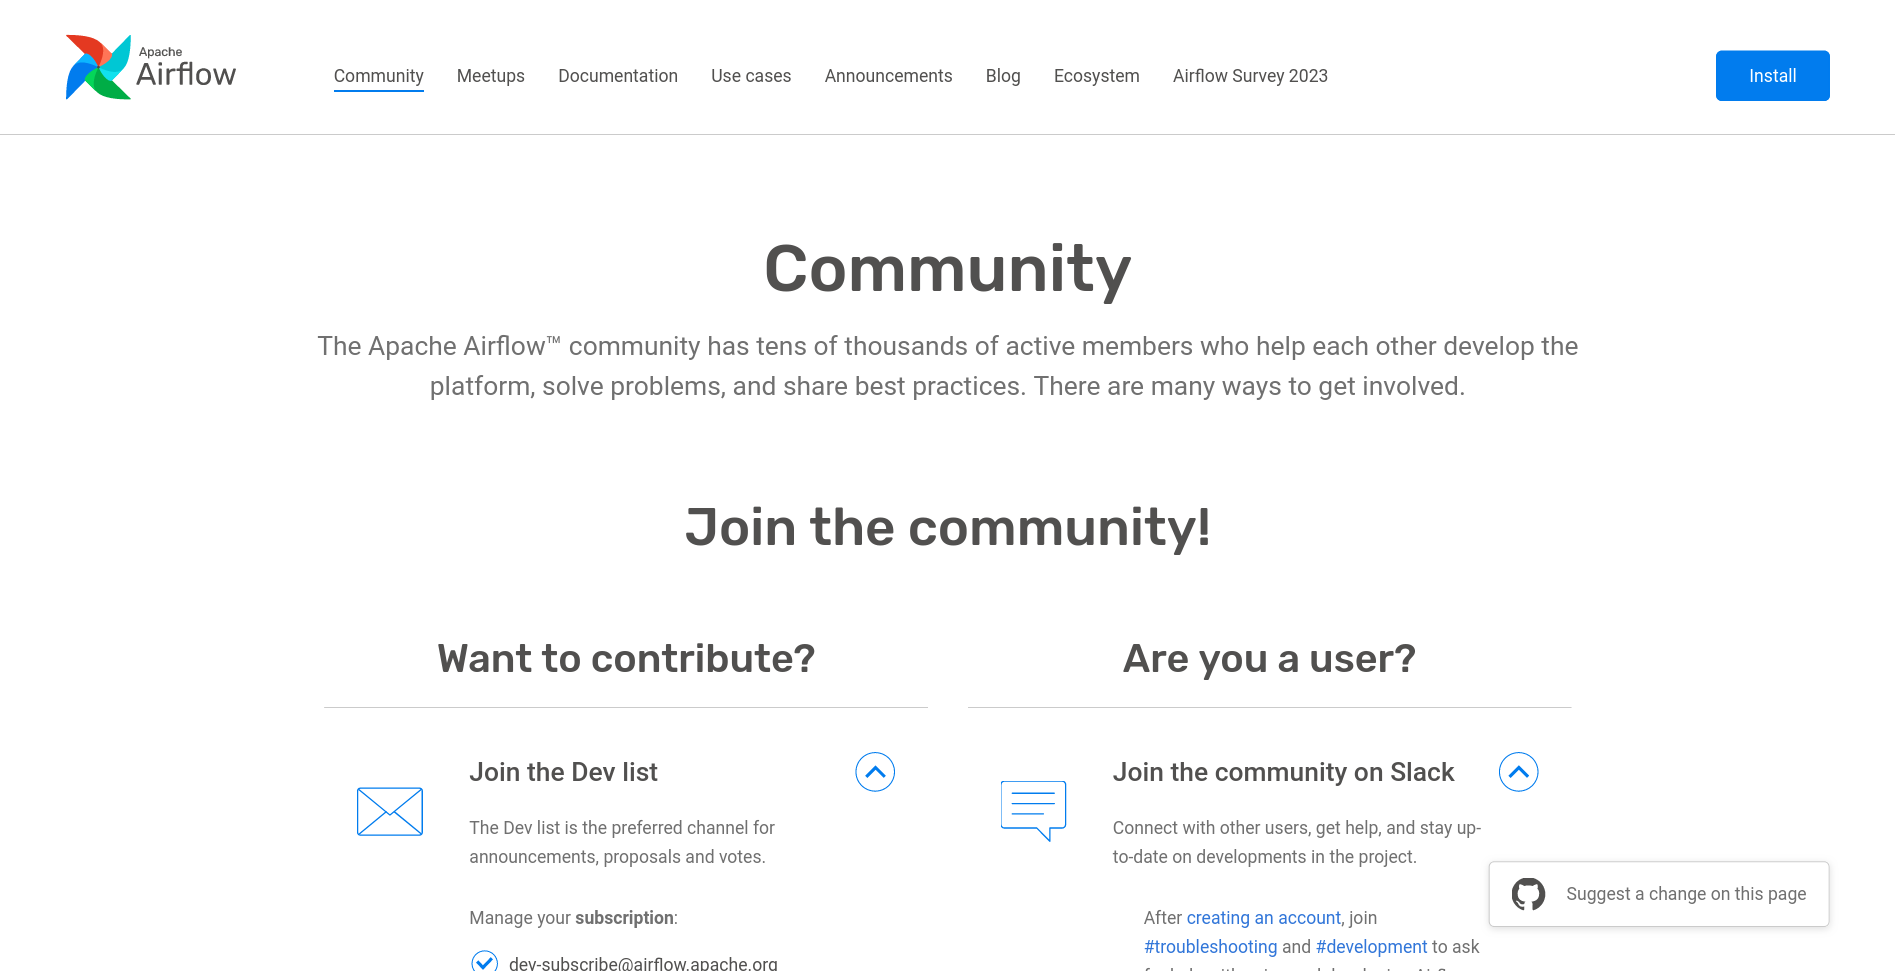 Apache
Airflow
Community
Meetups
Documentation
Use cases
Announcements
Blog
Ecosystem
Airflow Survey 2023
Install
Community
The Apache Airflow™ community has tens of thousands of active members who help each other develop the
platform, solve problems, and share best practices. There are many ways to get involved.
Join the community!
Want to contribute?
Join the Dev list
The Dev list is the preferred channel for
announcements, proposals and votes.
Manage your subscription:
dev-subscribe@airflow.apache.org
Are you a user?
Join the community on Slack
Connect with other users, get help, and stay up-
to-date on developments in the project.
After creating an account, join
#troubleshooting and #development to ask
Suggest a change on this page